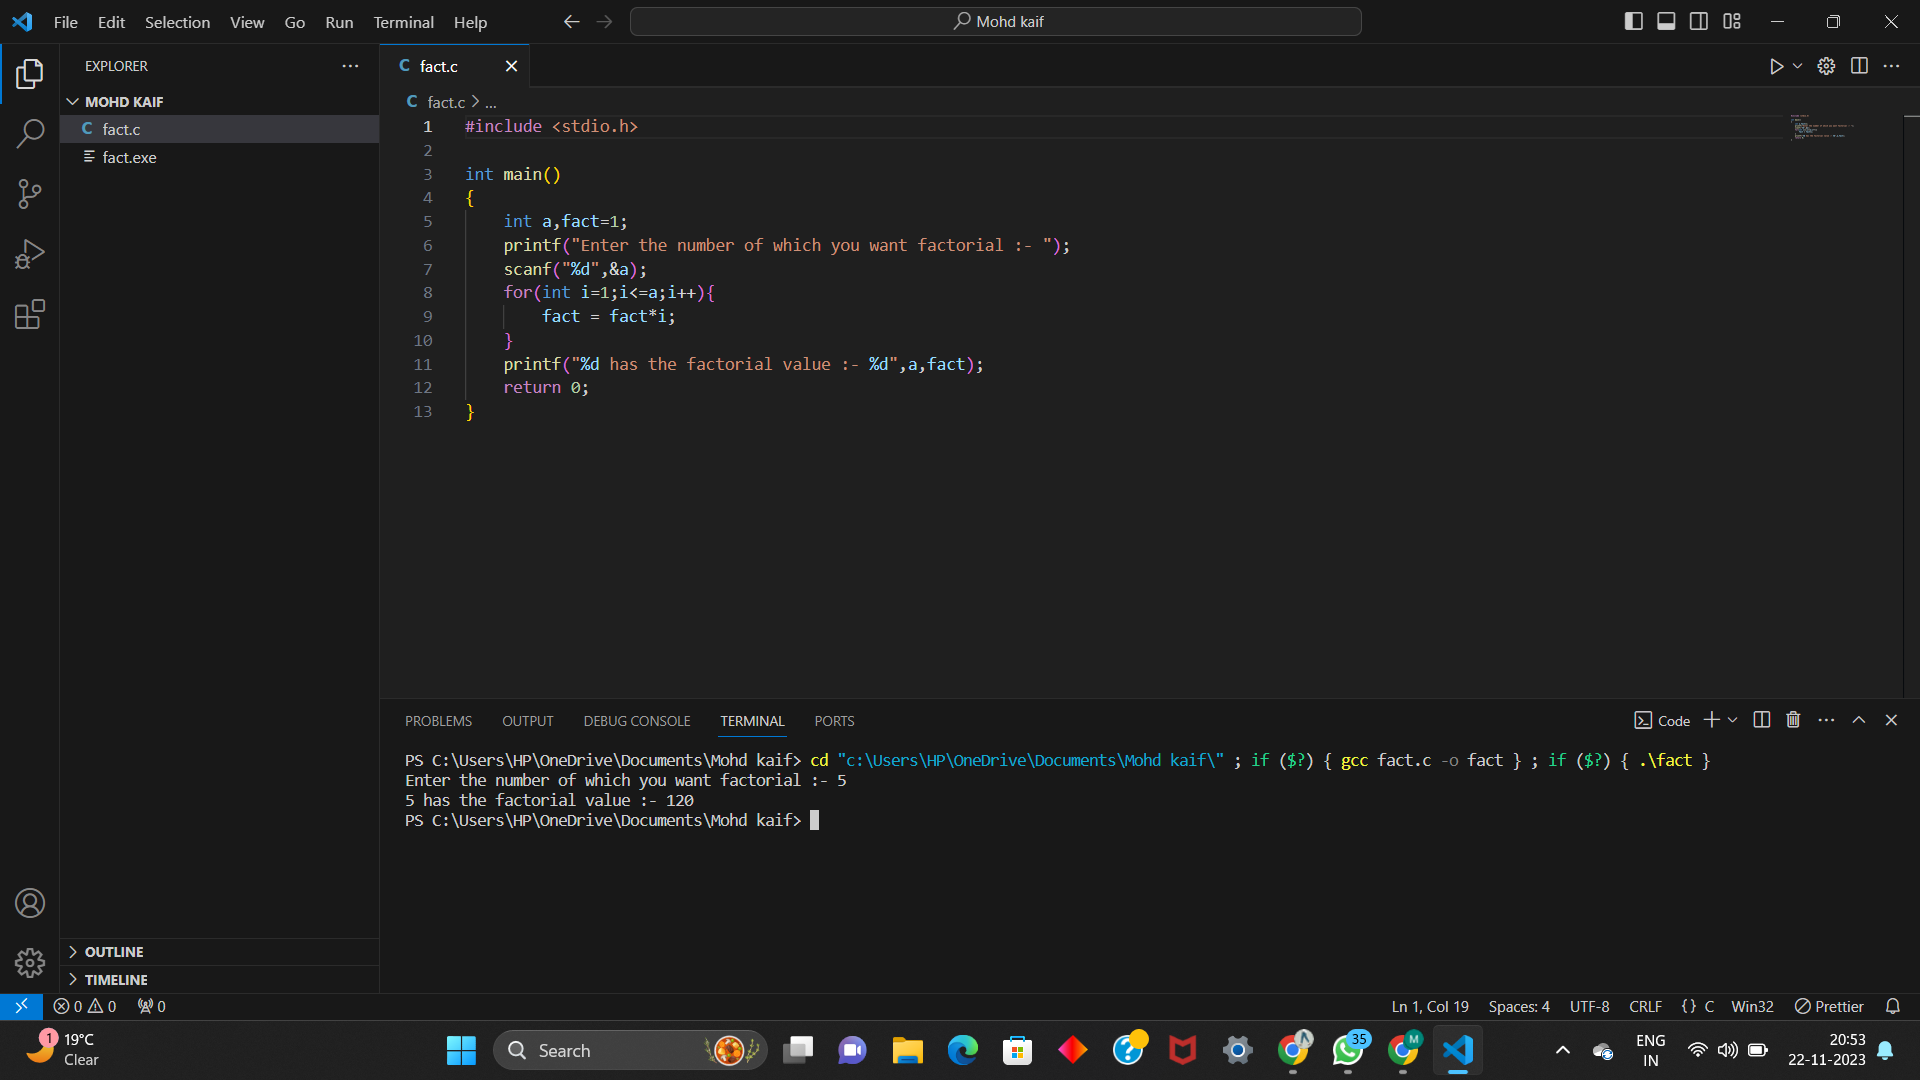 File Edit Selection View Go Run Terminal Help
Mohd kaif
EXPLORER
MOHD KAIF
C fact.c
fact.exe
OUTLINE
TIMELINE
C fact.c
C fact.c > ...
1 #include <stdio.h>
2
3 int main()
4 {
5 int a,fact=1;
6 printf("Enter the number of which you want factorial :- ");
7 scanf("%d",&a);
8 for(int i=1;i<=a;i++){
9 fact = fact*i;
10 }
11 printf("%d has the factorial value :- %d",a,fact);
12 return 0;
13 }
PROBLEMS OUTPUT DEBUG CONSOLE TERMINAL PORTS
Code
PS C:\Users\HP\OneDrive\Documents\Mohd kaif> cd "c:\Users\HP\OneDrive\Documents\Mohd kaif\" ; if ($?) { gcc fact.c -o fact } ; if ($?) { .\fact }
Enter the number of which you want factorial :- 5
5 has the factorial value :- 120
PS C:\Users\HP\OneDrive\Documents\Mohd kaif>
0 0 0
Ln 1, Col 19 Spaces: 4 UTF-8 CRLF {} C Win32 Prettier
1
19°C
Clear
Search
35
M
ENG
IN
20:53
22-11-2023